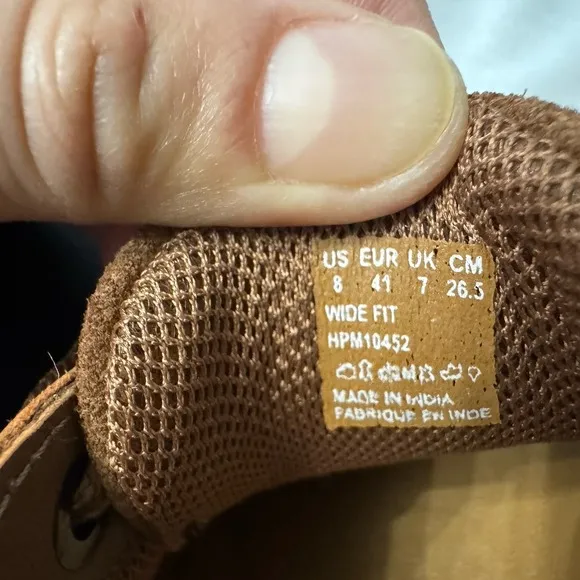 US EUR UK CM
8 41 7 26.5
WIDE FIT
HPM10452
MADE IN INDIA
FABRIQUE EN INDE